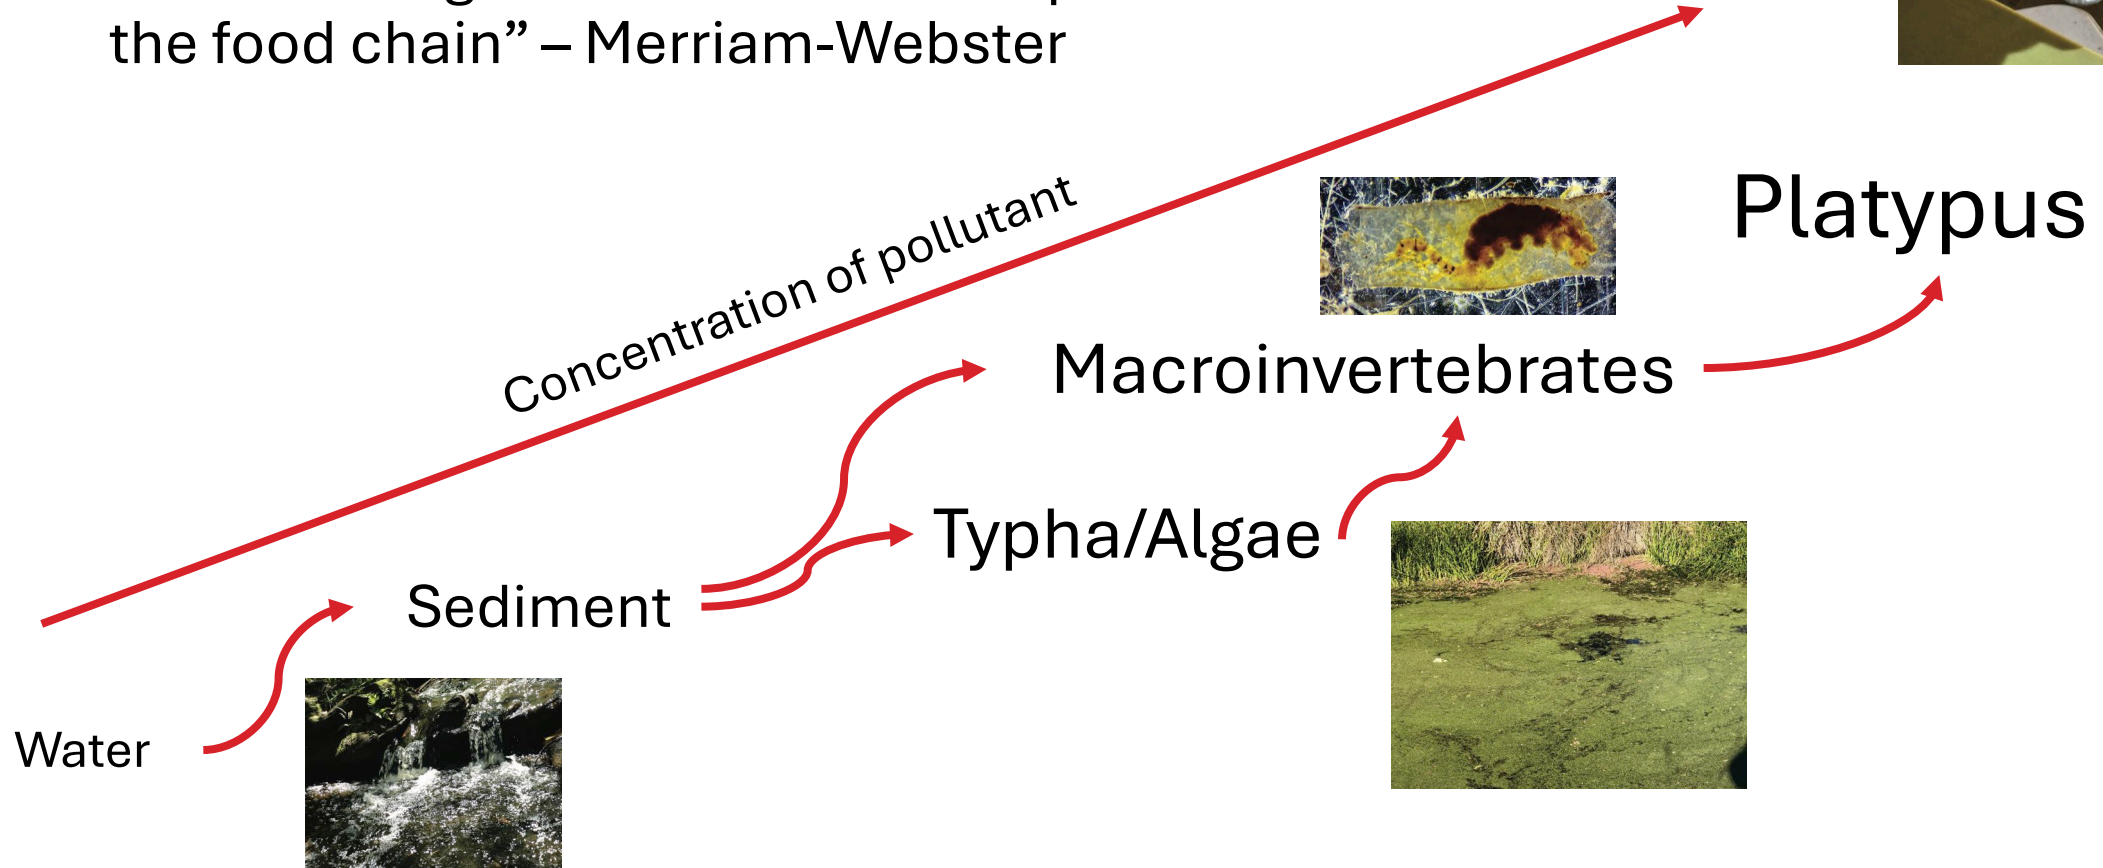 the food chain” – Merriam-Webster
Concentration of pollutant
Platypus
Macroinvertebrates
Typha/Algae
Sediment
Water